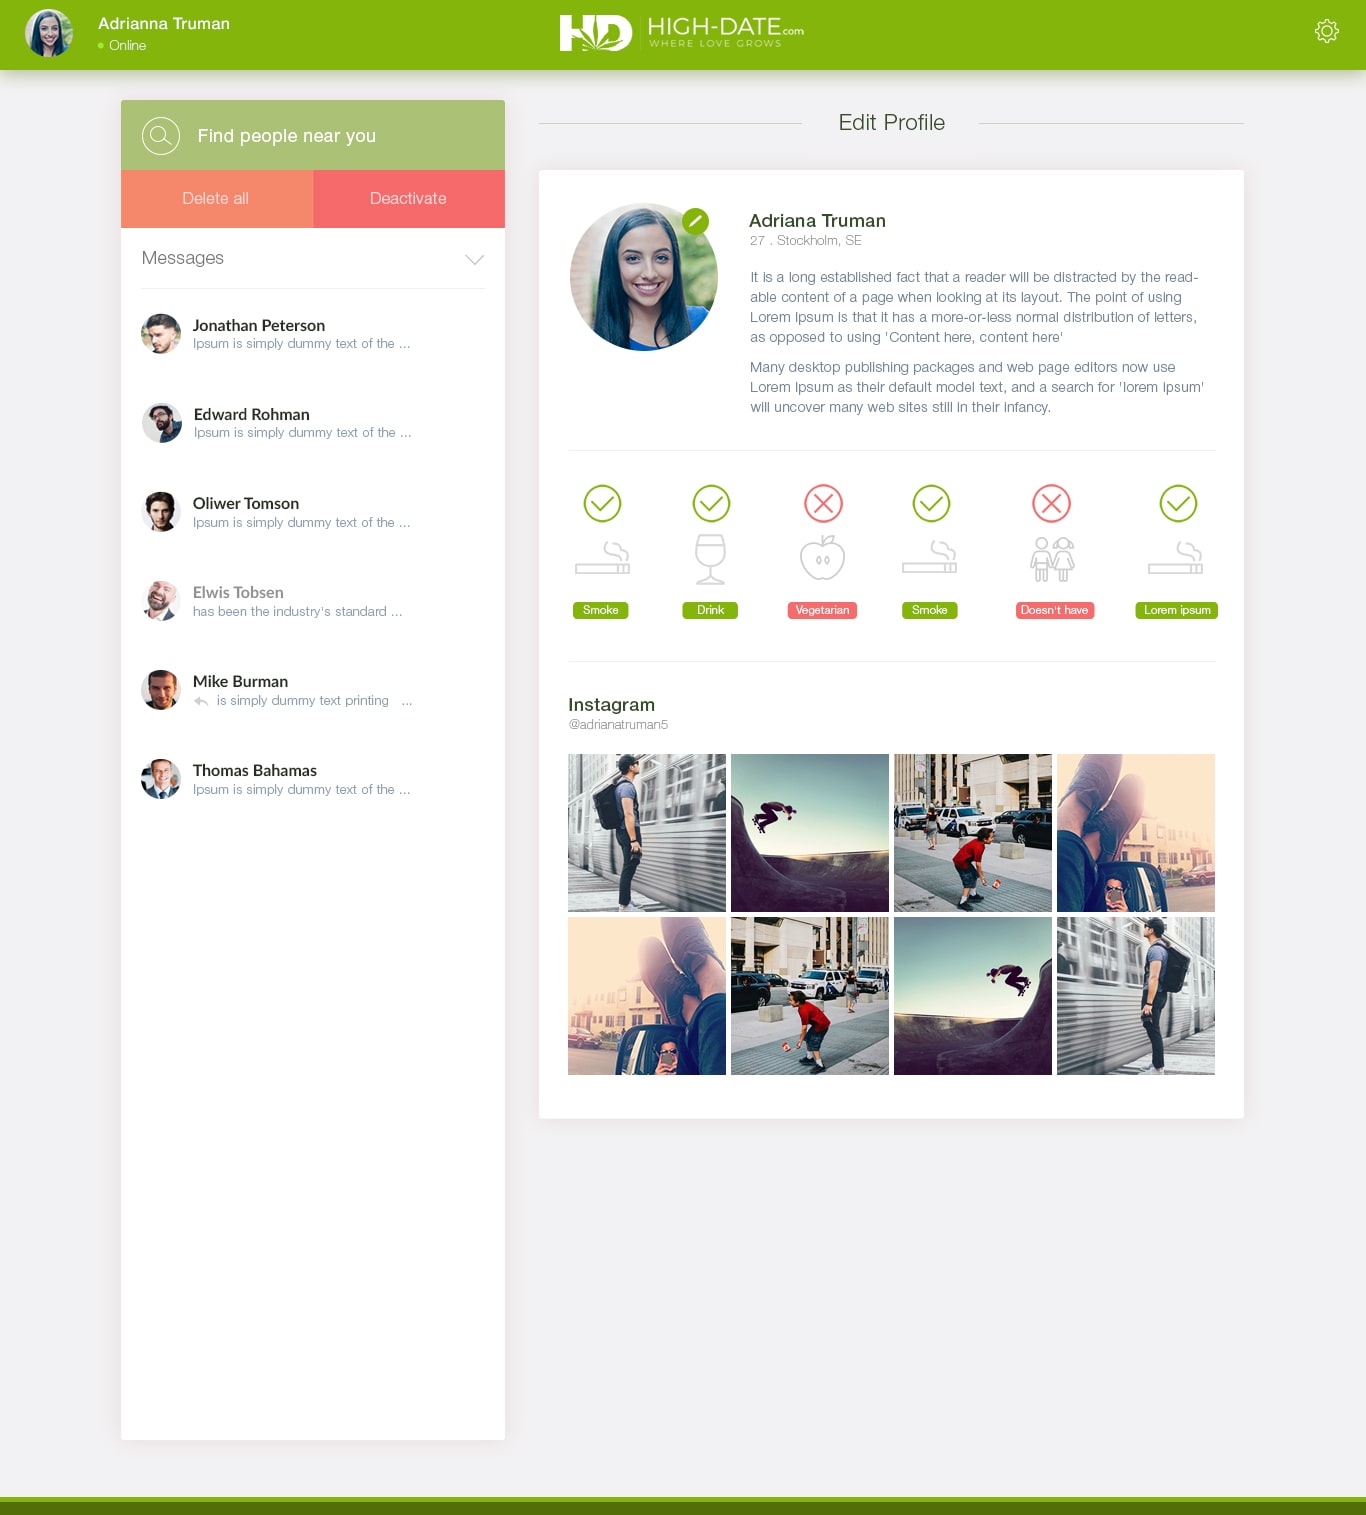 Adrianna Truman
Online
HD
HIGH-DATE.com
WHERE LOVE GROWS
Find people near you
Delete all
Deactivate
Messages
Jonathan Peterson
Ipsum is simply dummy text of the ...
Edward Rohman
Ipsum is simply dummy text of the ...
Oliwer Tomson
Ipsum is simply dummy text of the ...
Elwis Tobsen
has been the industry's standard ...
Mike Burman
is simply dummy text printing ...
Thomas Bahamas
Ipsum is simply dummy text of the ...
Edit Profile
Adriana Truman
27 . Stockholm, SE
It is a long established fact that a reader will be distracted by the read-
able content of a page when looking at its layout. The point of using
Lorem Ipsum is that it has a more-or-less normal distribution of letters,
as opposed to using 'Content here, content here'
Many desktop publishing packages and web page editors now use
Lorem Ipsum as their default model text, and a search for 'lorem ipsum'
will uncover many web sites still in their infancy.
Smoke
Drink
Vegetarian
Smoke
Doesn't have
Lorem ipsum
Instagram
@adrianatruman5